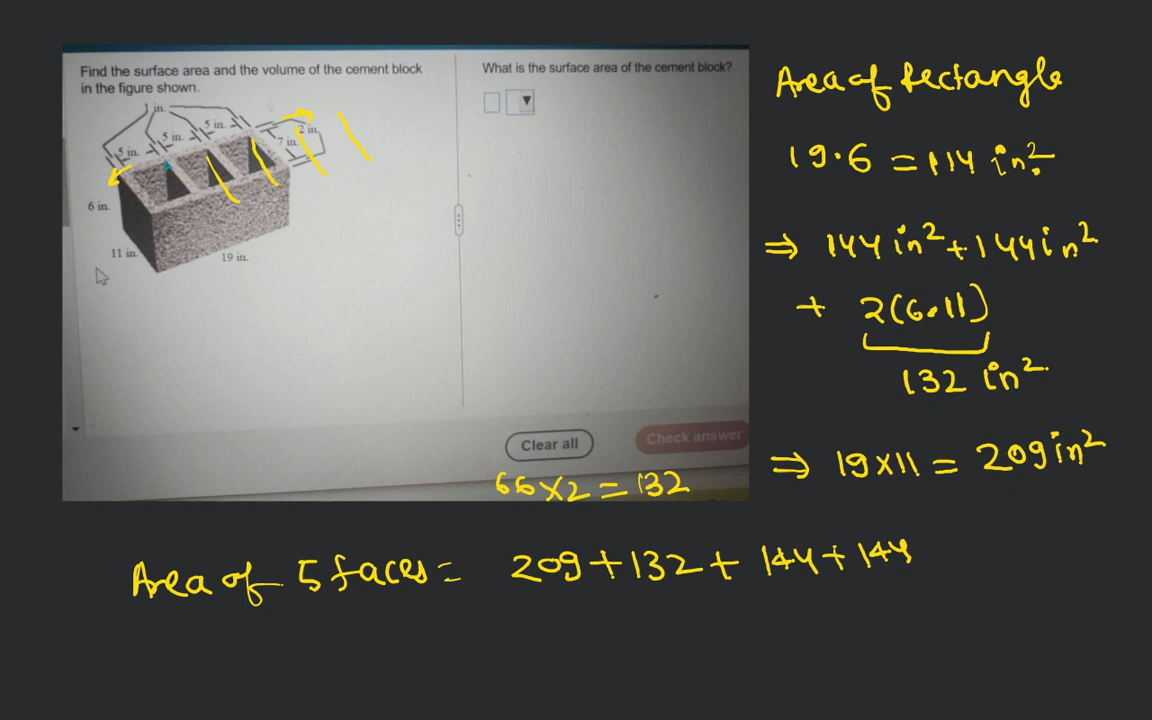 Find the surface area and the volume of the cement block
in the figure shown.
1 in.
5 in.
5 in.
5 in.
2 in.
7 in.
6 in.
11 in.
19 in.
What is the surface area of the cement block?
Clear all
Check answer
66×2=132
Area of Rectangle
19·6 = 114 in²
⇒ 144 in² + 144 in²
+ 2(6·11)
132 in²
⇒ 19×11 = 209 in²
Area of 5 faces = 209+132+144+144